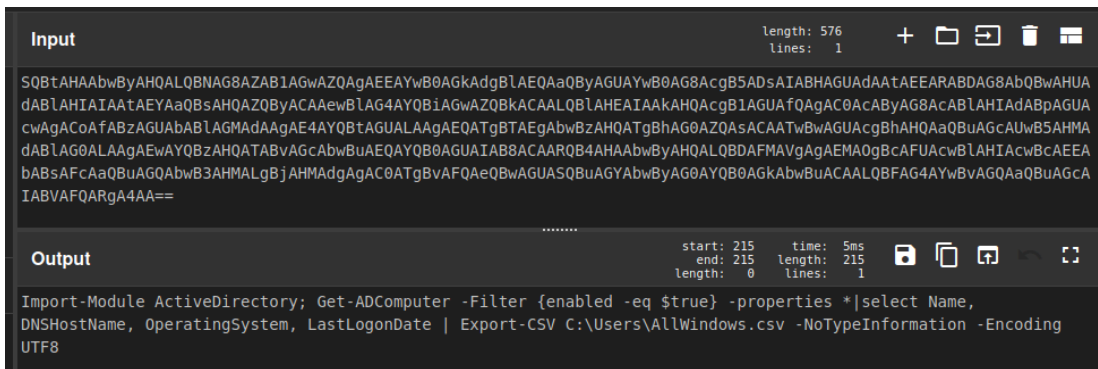 Input
length: 576
lines: 1
SQBtAHAAbwByAHQALQBNAG8AZAB1AGwAZQAgAEEAYwB0AGkAdgBlAEQAaQByAGUAYwB0AG8AcgB5ADsAIABHAGUAdAAtAEEARABDAG8AbQBwAHUA
dABlAHIAIAAtAEYAaQBsAHQAZQByACAAewBlAG4AYQBiAGwAZQBkACAALQBlAHEAIAAkAHQAcgB1AGUAfQAgAC0AcAByAG8AcABlAHIAdABpAGUA
cwAgACoAfABzAGUAbABlAGMAdAAgAE4AYQBtAGUALAAgAEQATgBTAEgAbwBzAHQATgBhAG0AZQAsACAATwBwAGUAcgBhAHQAaQBuAGcAUwB5AHMA
dABlAG0ALAAgAEwAYQBzAHQATABvAGcAbwBuAEQAYQB0AGUAIAB8ACAARQB4AHAAbwByAHQALQBDAFMAVgAgAEMAOgBcAFUAcwBlAHIAcwBcAEEA
bABsAFcAaQBuAGQAbwB3AHMALgBjAHMAdgAgAC0ATgBvAFQAeQBwAGUASQBuAGYAbwByAG0AYQB0AGkAbwBuACAALQBFAG4AYwBvAGQAaQBuAGcA
IABVAFQARgA4AA==
Output
start: 215
end: 215
length: 0
time: 5ms
length: 215
lines: 1
Import-Module ActiveDirectory; Get-ADComputer -Filter {enabled -eq $true} -properties *|select Name,
DNSHostName, OperatingSystem, LastLogonDate | Export-CSV C:\Users\AllWindows.csv -NoTypeInformation -Encoding
UTF8